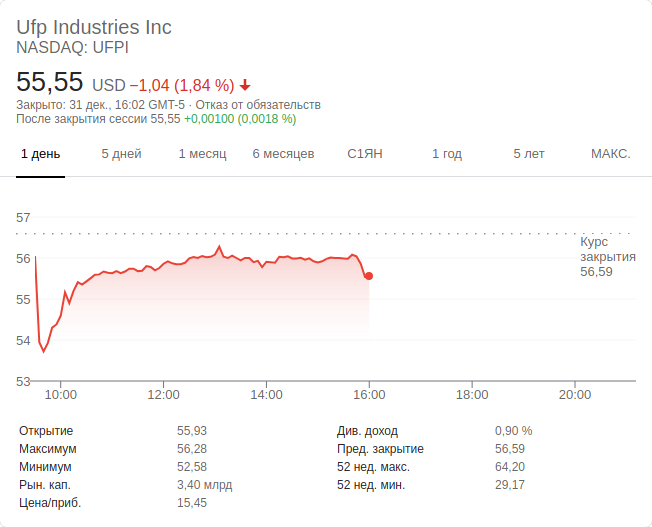 Ufp Industries Inc
NASDAQ: UFPI
55,55 USD −1,04 (1,84 %)
Закрыто: 31 дек., 16:02 GMT-5 · Отказ от обязательств
После закрытия сессии 55,55 +0,00100 (0,0018 %)
1 день 5 дней 1 месяц 6 месяцев С1ЯН 1 год 5 лет МАКС.
57
56
55
54
53
Курс
закрытия
56,59
10:00 12:00 14:00 16:00 18:00 20:00
Открытие 55,93 Див. доход 0,90 %
Максимум 56,28 Пред. закрытие 56,59
Минимум 52,58 52 нед. макс. 64,20
Рын. кап. 3,40 млрд 52 нед. мин. 29,17
Цена/приб. 15,45